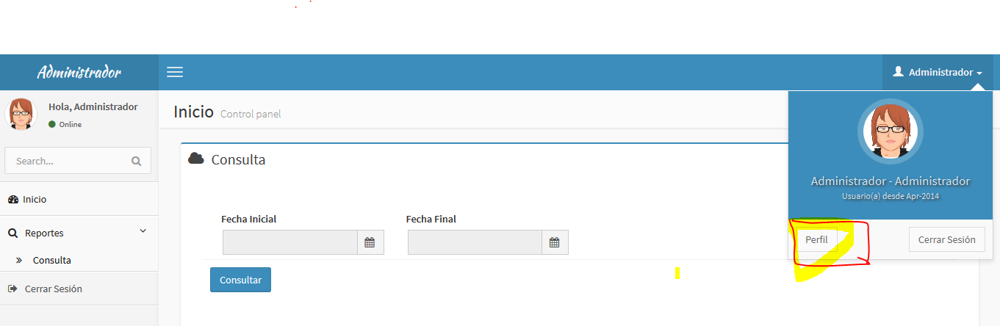 Administrador
Administrador
Hola, Administrador
Online
Search...
Inicio
Reportes
Consulta
Cerrar Sesión
Inicio Control panel
Consulta
Fecha Inicial Fecha Final
Consultar
Administrador - Administrador
Usuario(a) desde Apr-2014
Perfil Cerrar Sesión